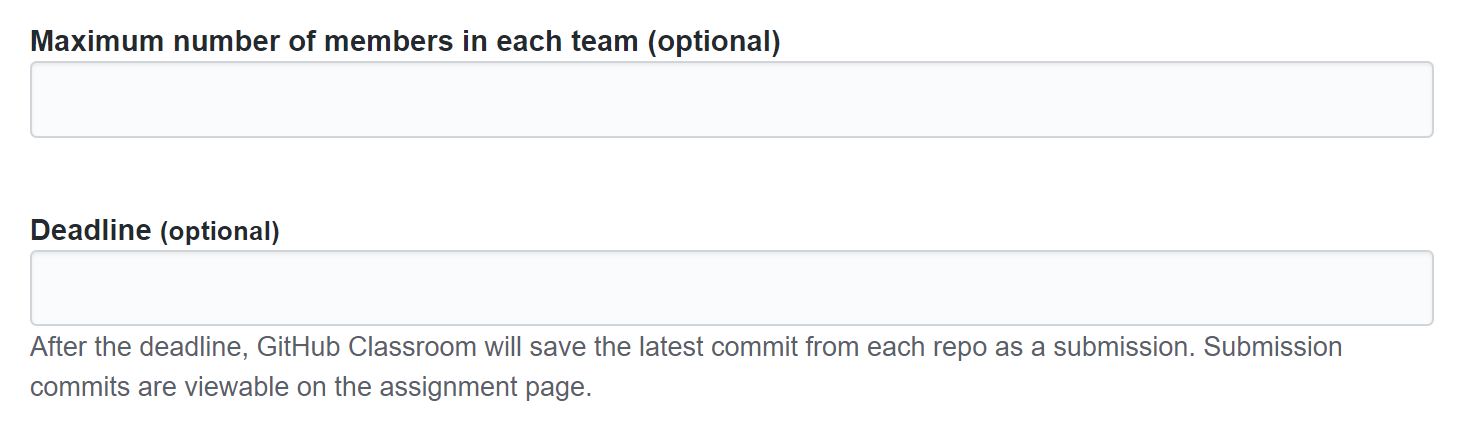 Maximum number of members in each team (optional)
Deadline (optional)
After the deadline, GitHub Classroom will save the latest commit from each repo as a submission. Submission
commits are viewable on the assignment page.